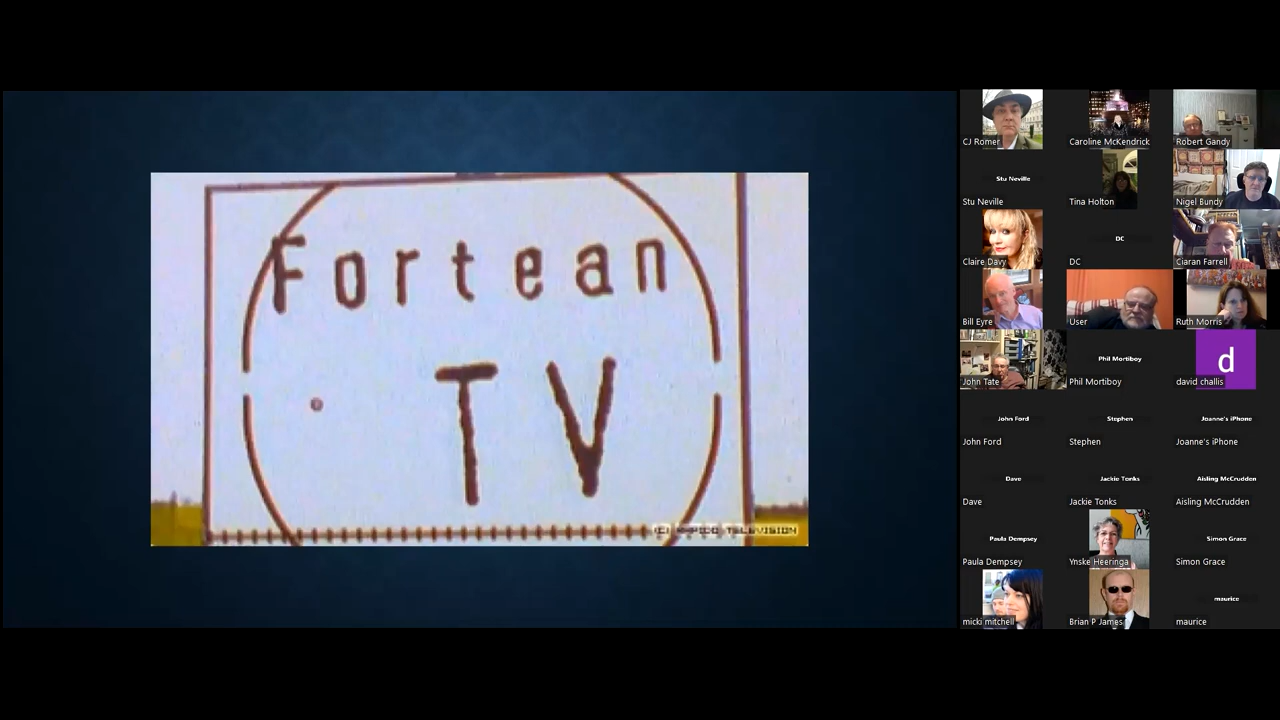 Fortean
TV
(C) RAPIDO TELEVISION
CJ Romer
Caroline McKendrick
Robert Gandy
Stu Neville
Stu Neville
Tina Holton
Nigel Bundy
Claire Davy
DC
DC
Ciaran Farrell
Bill Eyre
User
Ruth Morris
John Tate
Phil Mortiboy
Phil Mortiboy
d
david challis
John Ford
John Ford
Stephen
Stephen
Joanne's iPhone
Joanne's iPhone
Dave
Dave
Jackie Tonks
Jackie Tonks
Aisling McCrudden
Aisling McCrudden
Paula Dempsey
Paula Dempsey
Ynske Heeringa
Simon Grace
Simon Grace
micki mitchell
Brian P James
maurice
maurice